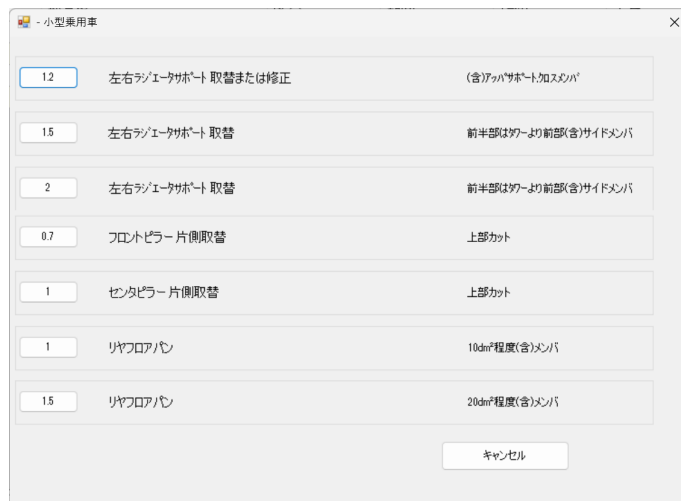 - 小型乗用車
1.2 左右ラジエータサポート 取替または修正 (含)アッパサポート,クロスメンバ
1.5 左右ラジエータサポート 取替 前半部はタワーより前部(含)サイドメンバ
2 左右ラジエータサポート 取替 前半部はタワーより前部(含)サイドメンバ
0.7 フロントピラー 片側取替 上部カット
1 センタピラー 片側取替 上部カット
1 リヤフロアパン 10dm²程度(含)メンバ
1.5 リヤフロアパン 20dm²程度(含)メンバ
キャンセル